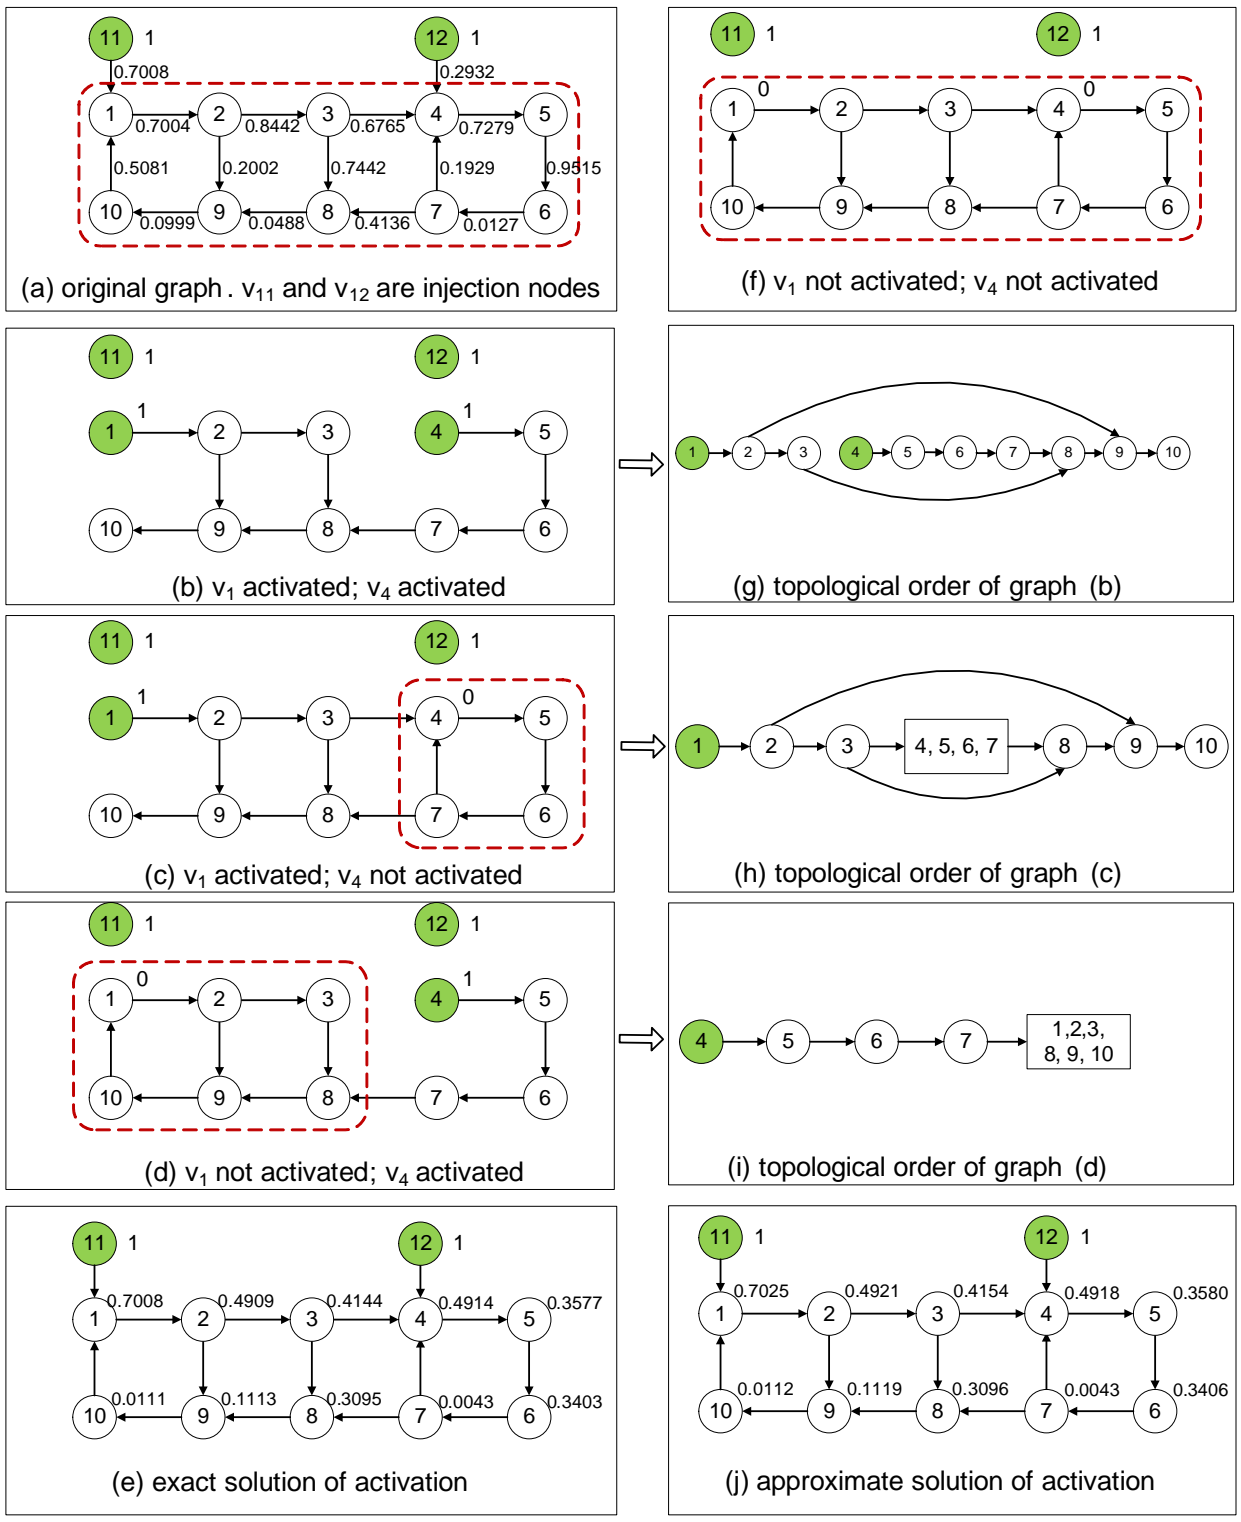 11 1 12 1
0.7008 0.2932
1 2 3 4 5
0.7004 0.8442 0.6765 0.7279
0.5081 0.2002 0.7442 0.1929 0.9515
10 9 8 7 6
0.0999 0.0488 0.4136 0.0127
(a) original graph. v11 and v12 are injection nodes
11 1 12 1
0 0
1 2 3 4 5
10 9 8 7 6
(f) v1 not activated; v4 not activated
11 1 12 1
1 1
1 2 3 4 5
10 9 8 7 6
(b) v1 activated; v4 activated
1 2 3 4 5 6 7 8 9 10
(g) topological order of graph (b)
11 1 12 1
1 0
1 2 3 4 5
10 9 8 7 6
(c) v1 activated; v4 not activated
1 2 3 4, 5, 6, 7 8 9 10
(h) topological order of graph (c)
11 1 12 1
0 1
1 2 3 4 5
10 9 8 7 6
(d) v1 not activated; v4 activated
4 5 6 7 1,2,3,
8, 9, 10
(i) topological order of graph (d)
11 1 12 1
0.7008 0.4909 0.4144 0.4914 0.3577
1 2 3 4 5
0.0111 0.1113 0.3095 0.0043 0.3403
10 9 8 7 6
(e) exact solution of activation
11 1 12 1
0.7025 0.4921 0.4154 0.4918 0.3580
1 2 3 4 5
0.0112 0.1119 0.3096 0.0043 0.3406
10 9 8 7 6
(j) approximate solution of activation